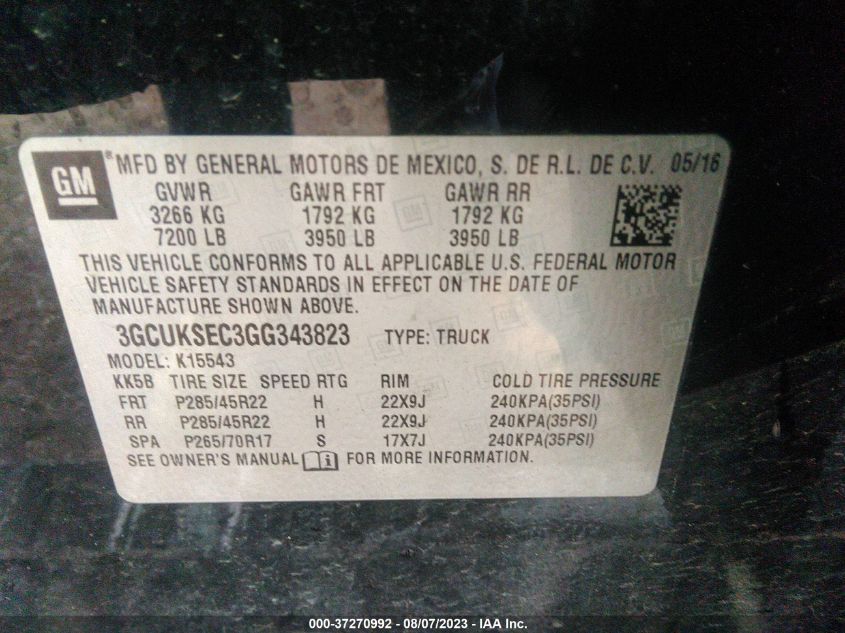 GM ® MFD BY GENERAL MOTORS DE MEXICO, S. DE R.L. DE C.V. 05/16
GVWR GAWR FRT GAWR RR
3266 KG 1792 KG 1792 KG
7200 LB 3950 LB 3950 LB
THIS VEHICLE CONFORMS TO ALL APPLICABLE U.S. FEDERAL MOTOR
VEHICLE SAFETY STANDARDS IN EFFECT ON THE DATE OF
MANUFACTURE SHOWN ABOVE.
3GCUKSEC3GG343823 TYPE: TRUCK
MODEL: K15543
KK5B TIRE SIZE SPEED RTG RIM COLD TIRE PRESSURE
FRT P285/45R22 H 22X9J 240KPA(35PSI)
RR P285/45R22 H 22X9J 240KPA(35PSI)
SPA P265/70R17 S 17X7J 240KPA(35PSI)
SEE OWNER'S MANUAL FOR MORE INFORMATION.
000-37270992 - 08/07/2023 - IAA Inc.